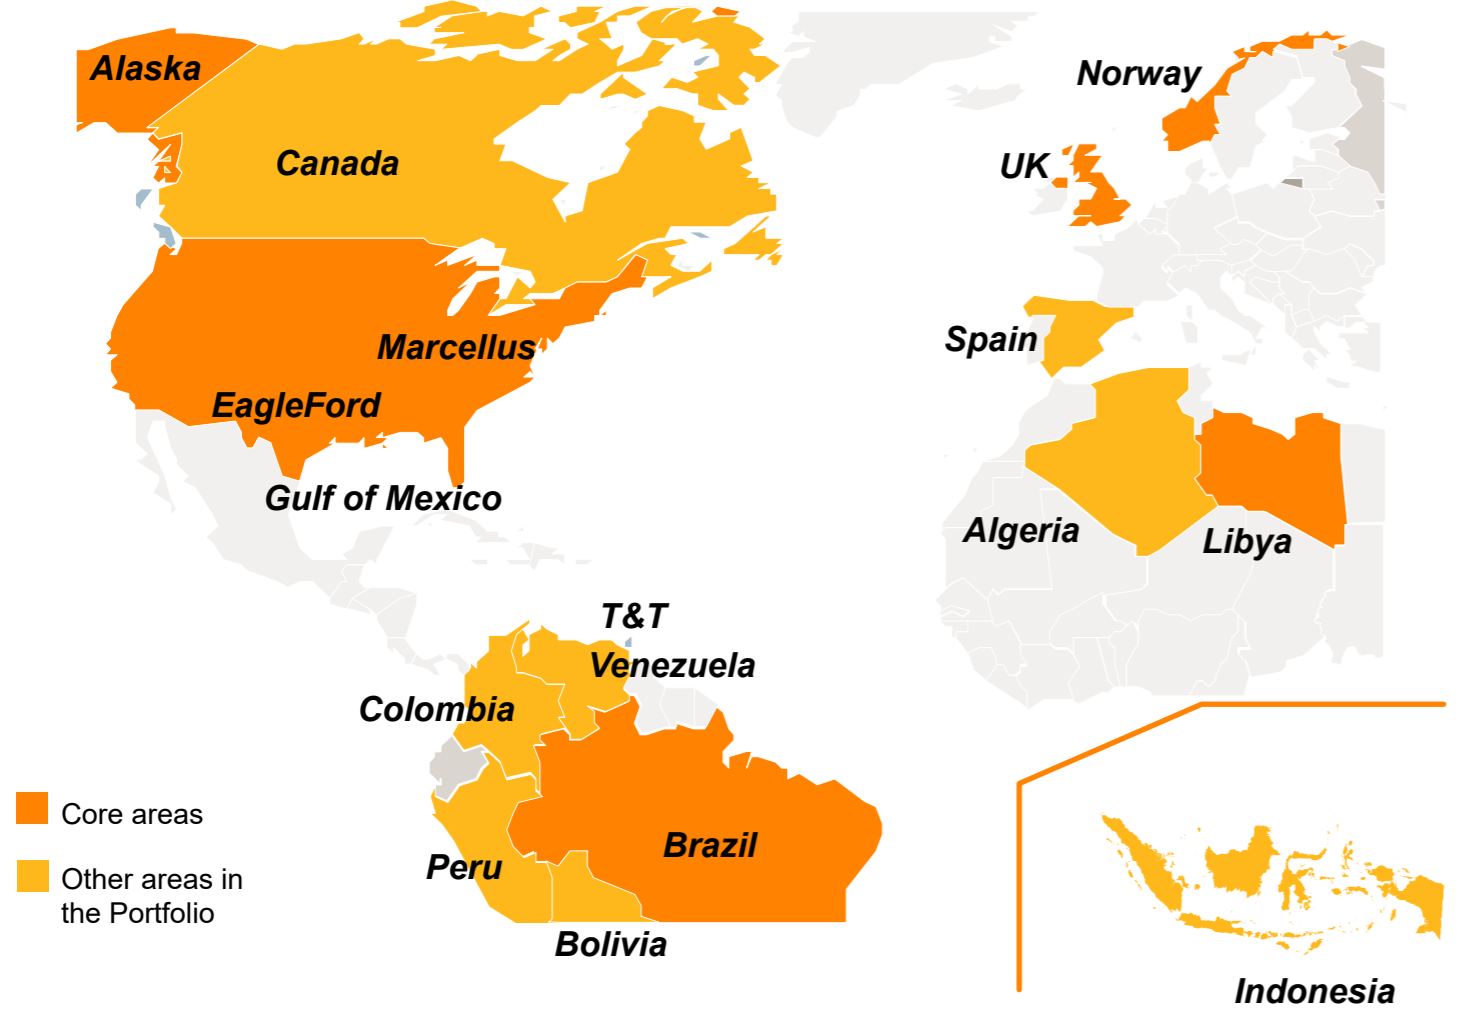 Alaska
Canada
Norway
UK
Marcellus
Spain
EagleFord
Gulf of Mexico
Algeria
Libya
T&T
Venezuela
Colombia
Core areas
Brazil
Peru
Other areas in
the Portfolio
Bolivia
Indonesia